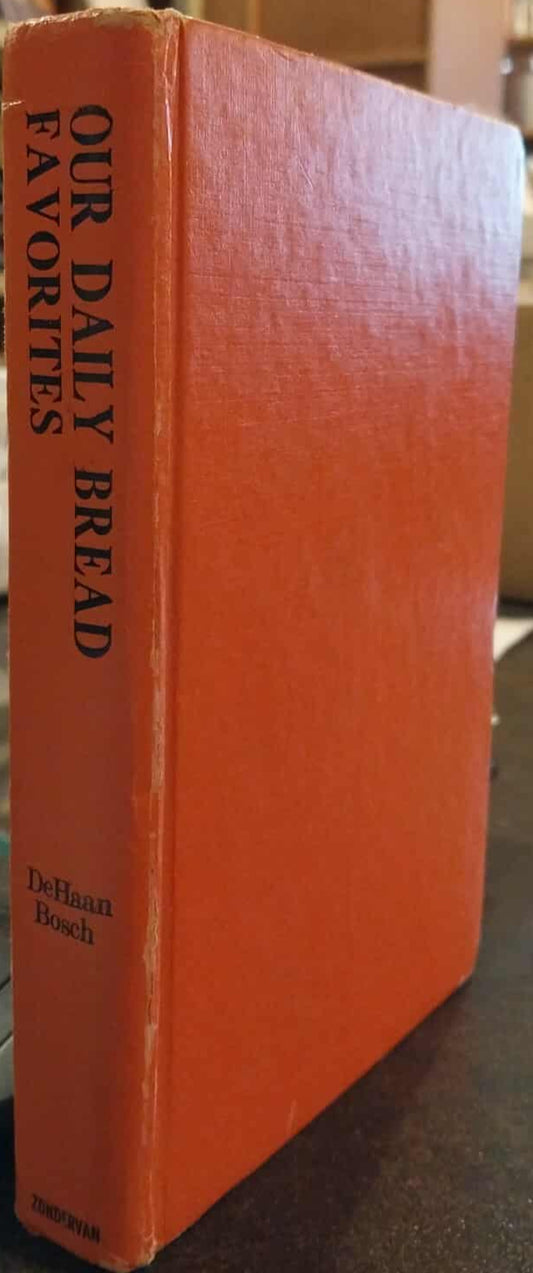 OUR DAILY BREAD
FAVORITES
DeHaan
Bosch
ZONDERVAN